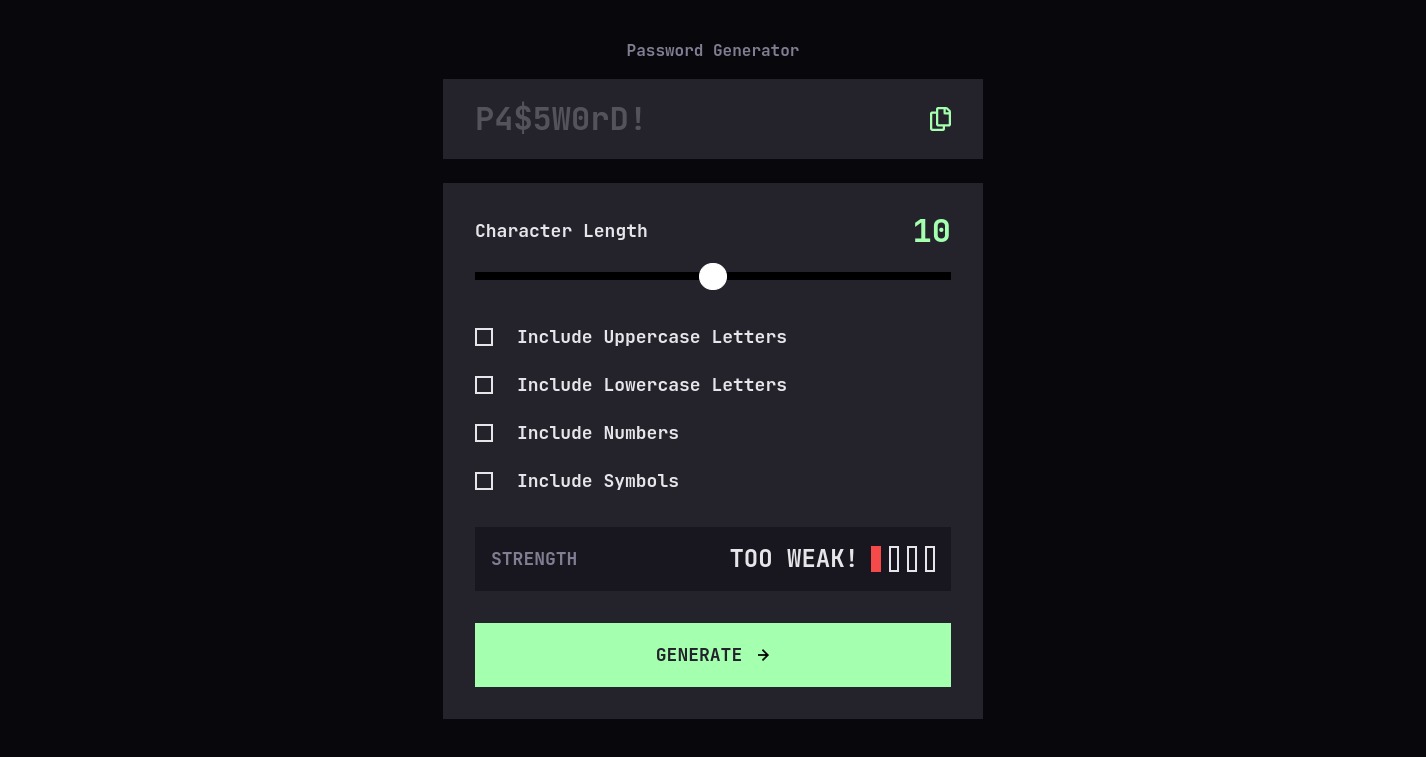 Password Generator
P4$5W0rD!
Character Length 10
Include Uppercase Letters
Include Lowercase Letters
Include Numbers
Include Symbols
STRENGTH TOO WEAK!
GENERATE →